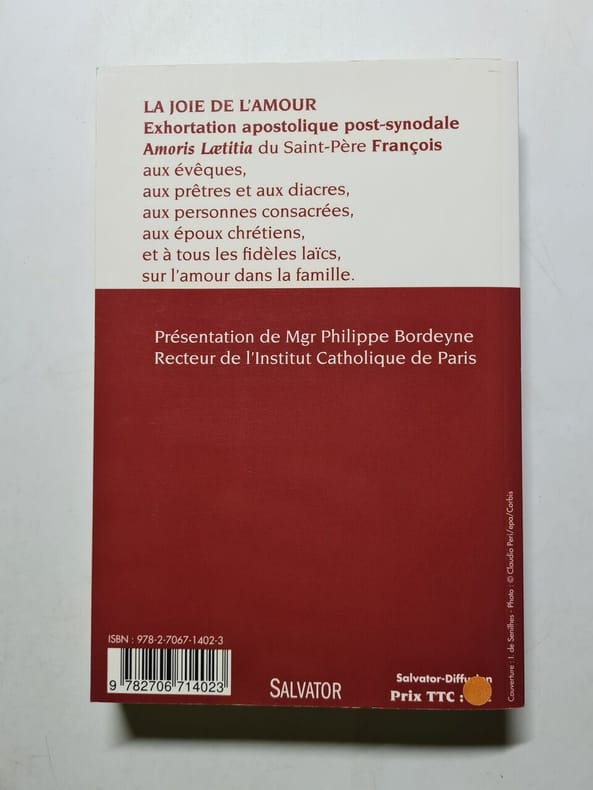 LA JOIE DE L'AMOUR
Exhortation apostolique post-synodale
Amoris Lætitia du Saint-Père François
aux évêques,
aux prêtres et aux diacres,
aux personnes consacrées,
aux époux chrétiens,
et à tous les fidèles laïcs,
sur l'amour dans la famille.
Présentation de Mgr Philippe Bordeyne
Recteur de l'Institut Catholique de Paris
ISBN : 978-2-7067-1402-3
9 782706 714023
SALVATOR
Salvator-Diffusion
Prix TTC :
Couverture : I. de Senilhes - Photo : © Claudio Peri/epa/Corbis